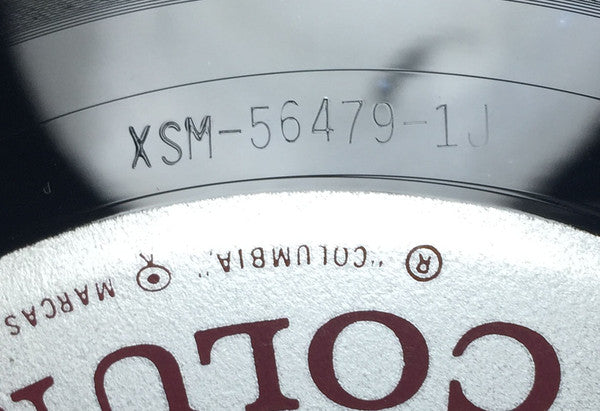 XSM-56479-1J
® "COLUMBIA," MARCAS
COLU